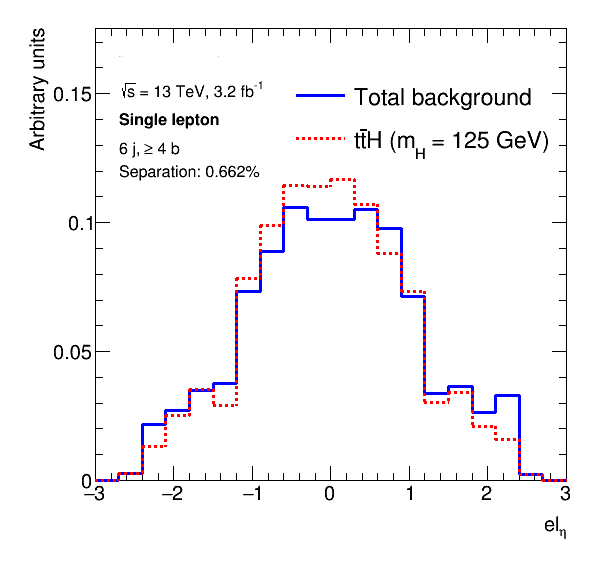 Arbitrary units
√s = 13 TeV, 3.2 fb⁻¹
Single lepton
6 j, ≥ 4 b
Separation: 0.662%
Total background
tt̄H (m_H = 125 GeV)
0.15
0.1
0.05
0
−3 −2 −1 0 1 2 3
el_η